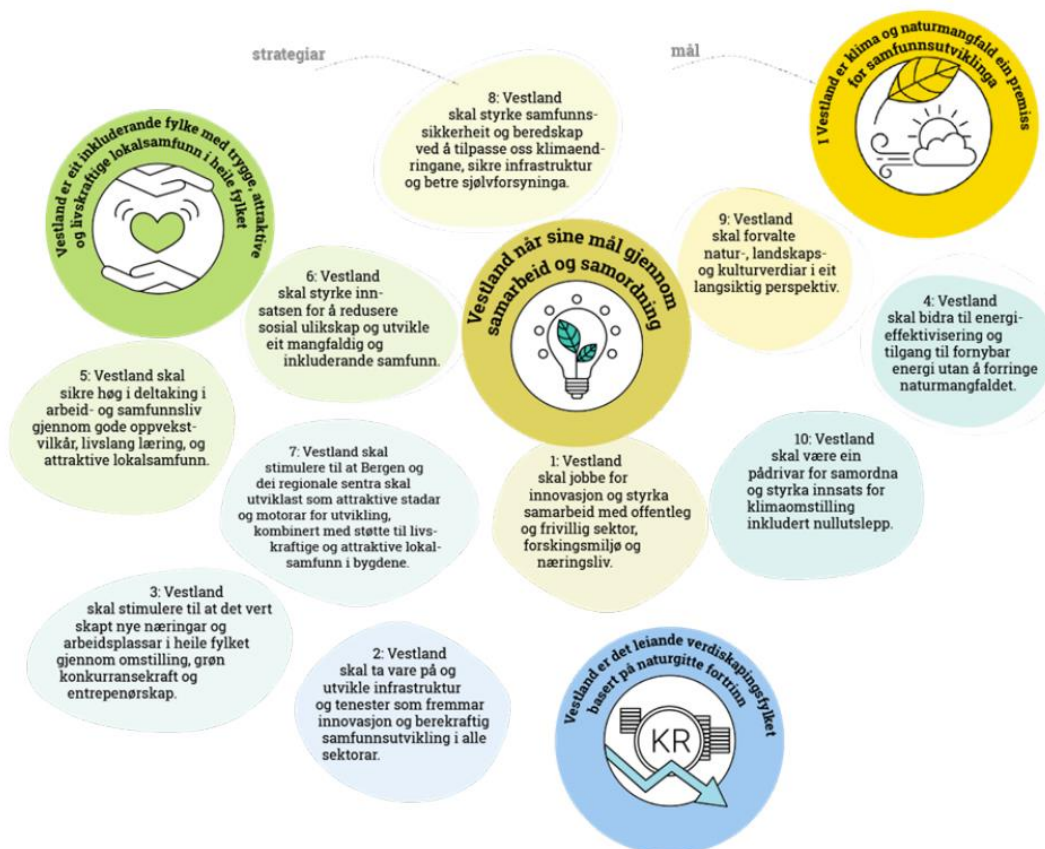 strategiar
mål
I Vestland er klima og naturmangfald ein premiss
for samfunnsutviklinga
8: Vestland
skal styrke samfunns-
sikkerheit og beredskap
ved å tilpasse oss klimaend-
ringane, sikre infrastruktur
og betre sjølvforsyninga.
Vestland er eit inkluderande fylke med trygge, attraktive
og livskraftige lokalsamfunn i heile fylket
9: Vestland
skal forvalte
natur-, landskaps-
og kulturverdiar i eit
langsiktig perspektiv.
Vestland når sine mål gjennom
samarbeid og samordning
6: Vestland
skal styrke inn-
satsen for å redusere
sosial ulikskap og utvikle
eit mangfaldig og
inkluderande samfunn.
4: Vestland
skal bidra til energi-
effektivisering og
tilgang til fornybar
energi utan å forringe
naturmangfaldet.
5: Vestland skal
sikre høg i deltaking i
arbeid- og samfunnsliv
gjennom gode oppvekst-
vilkår, livslang læring, og
attraktive lokalsamfunn.
7: Vestland skal
stimulere til at Bergen og
dei regionale sentra skal
utviklast som attraktive stadar
og motorar for utvikling,
kombinert med støtte til livs-
kraftige og attraktive lokal-
samfunn i bygdene.
1: Vestland
skal jobbe for
innovasjon og styrka
samarbeid med offentleg
og frivillig sektor,
forskingsmiljø og
næringsliv.
10: Vestland
skal være ein
pådrivar for samordna
og styrka innsats for
klimaomstilling
inkludert nullutslepp.
3: Vestland
skal stimulere til at det vert
skapt nye næringar og
arbeidsplassar i heile fylket
gjennom omstilling, grøn
konkurransekraft og
entrepenørskap.
2: Vestland
skal ta vare på og
utvikle infrastruktur
og tenester som fremmar
innovasjon og berekraftig
samfunnsutvikling i alle
sektorar.
Vestland er det leiande verdiskapingsfylket
basert på naturgitte fortrinn
KR